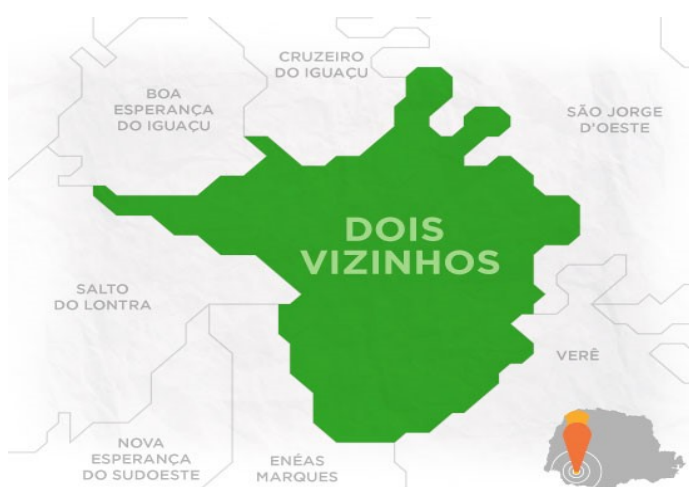 CRUZEIRO
DO IGUAÇU
BOA
ESPERANÇA
DO IGUAÇU
SÃO JORGE
D'OESTE
DOIS
VIZINHOS
SALTO
DO LONTRA
VERÊ
NOVA
ESPERANÇA
DO SUDOESTE
ENÉAS
MARQUES